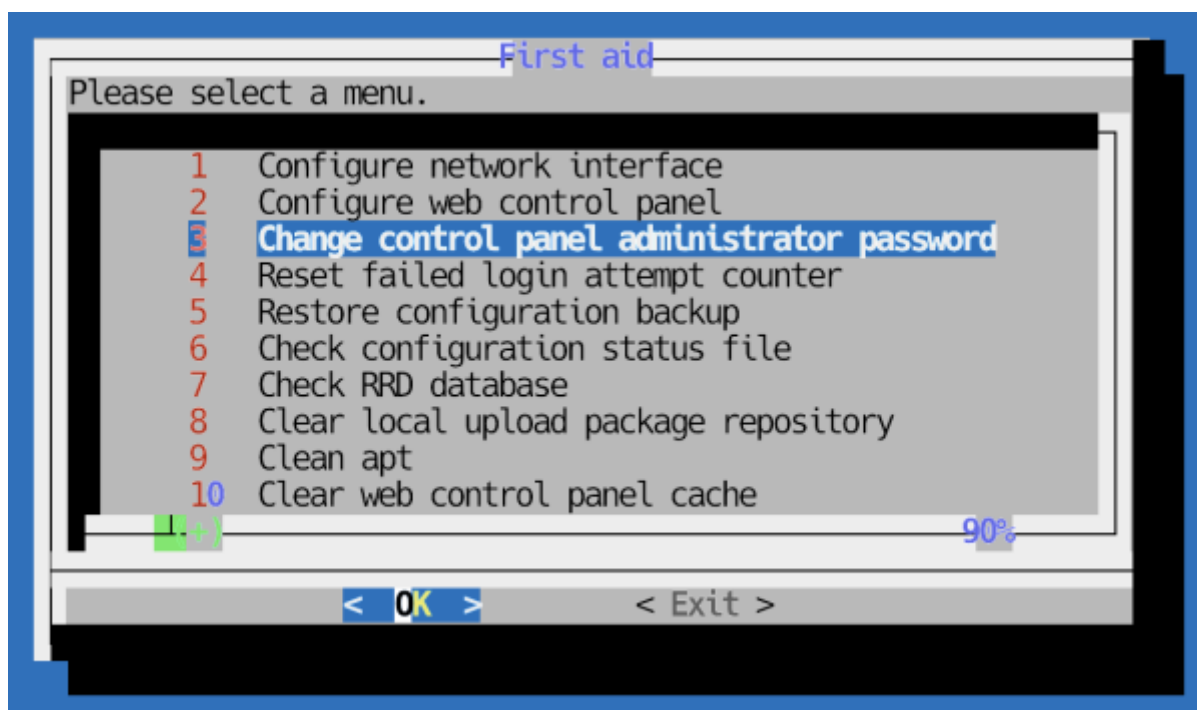 First aid
Please select a menu.
1 Configure network interface
2 Configure web control panel
3 Change control panel administrator password
4 Reset failed login attempt counter
5 Restore configuration backup
6 Check configuration status file
7 Check RRD database
8 Clear local upload package repository
9 Clean apt
10 Clear web control panel cache
(+) 90%
< OK > < Exit >